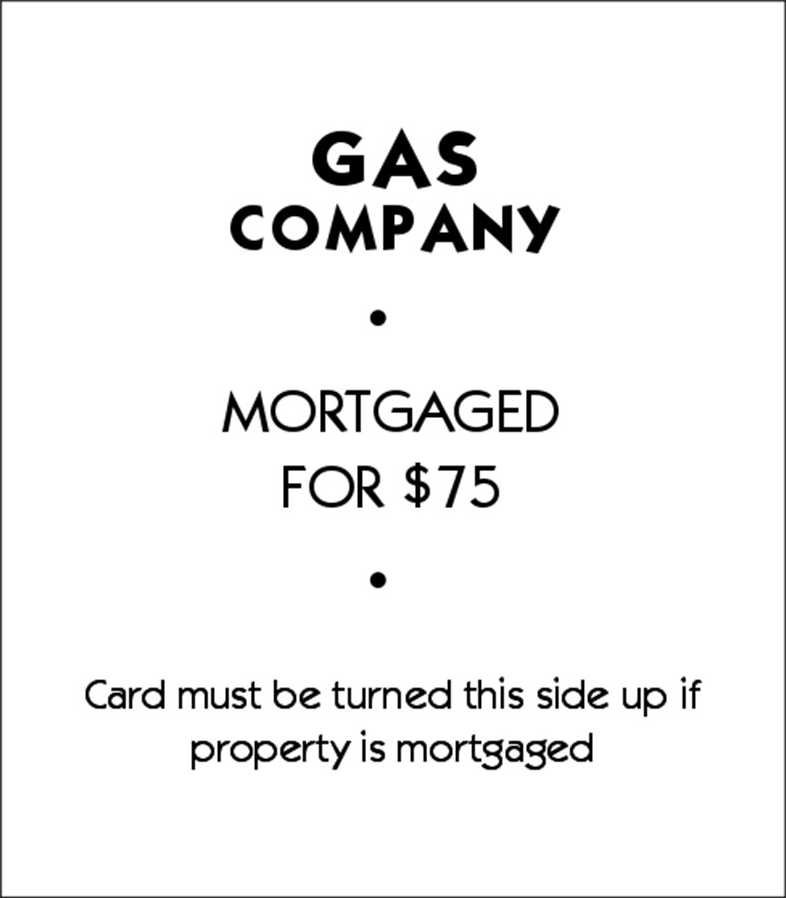 GAS
COMPANY
•
MORTGAGED
FOR $75
•
Card must be turned this side up if
property is mortgaged